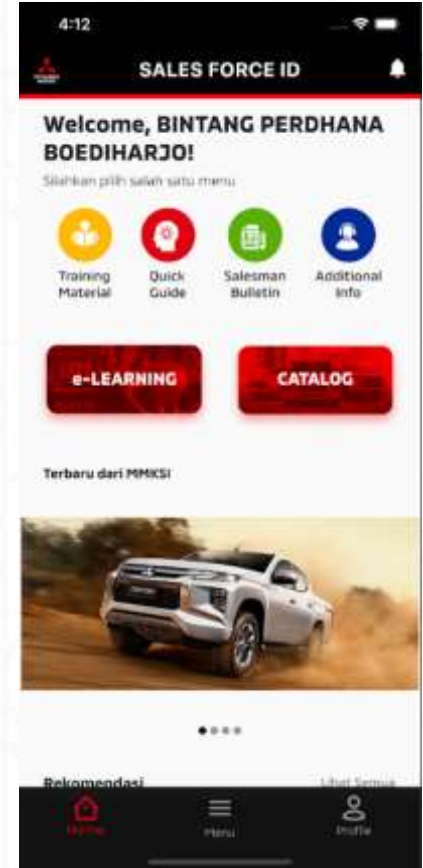 4:12
SALES FORCE ID
Welcome, BINTANG PERDHANA
BOEDIHARJO!
Silahkan pilih salah satu menu
Training Material
Quick Guide
Salesman Bulletin
Additional Info
e-LEARNING
CATALOG
Terbaru dari MMKSI
Rekomendasi
Lihat Semua
Home
Menu
Profile